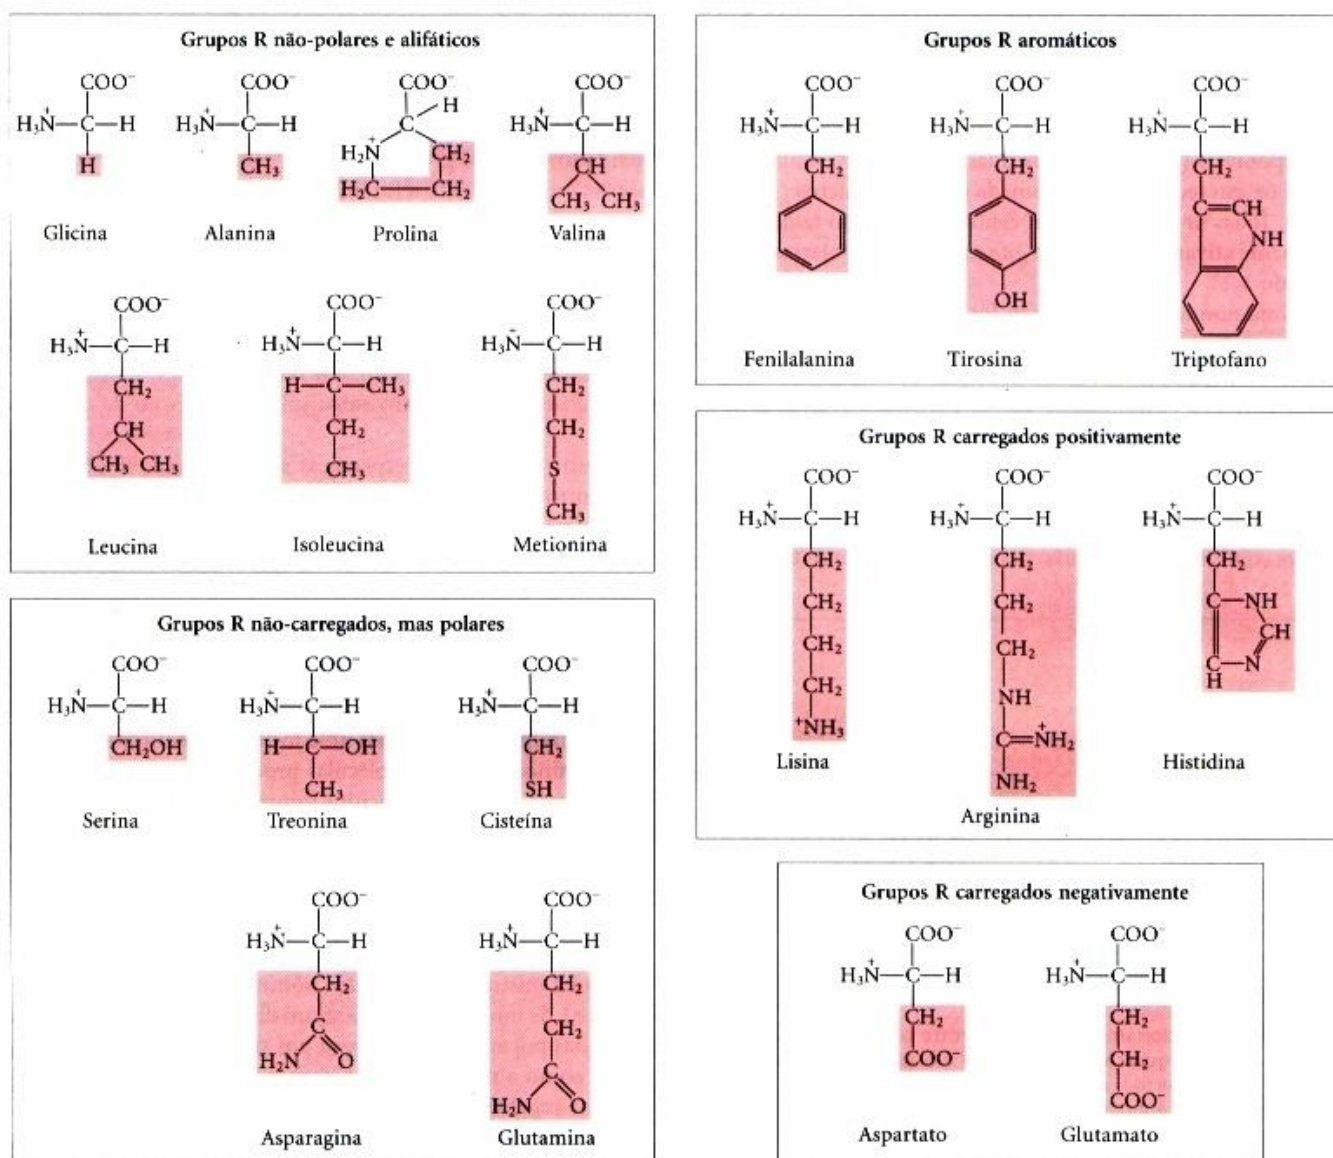 Grupos R não-polares e alifáticos
COO⁻ COO⁻ COO⁻ COO⁻
H
H₃N⁺—C—H H₃N⁺—C—H C H₃N⁺—C—H
H₂N⁺ CH₂
H CH₃ H₂C CH₂ CH
CH₃ CH₃
Glicina Alanina Prolina Valina
COO⁻ COO⁻ COO⁻
H₃N⁺—C—H H₃N⁺—C—H H₃N⁺—C—H
CH₂ H—C—CH₃ CH₂
CH CH₂ CH₂
CH₃ CH₃ CH₃ S
CH₃
Leucina Isoleucina Metionina
Grupos R não-carregados, mas polares
COO⁻ COO⁻ COO⁻
H₃N⁺—C—H H₃N⁺—C—H H₃N⁺—C—H
CH₂OH H—C—OH CH₂
CH₃ SH
Serina Treonina Cisteína
COO⁻ COO⁻
H₃N⁺—C—H H₃N⁺—C—H
CH₂ CH₂
C CH₂
H₂N O C
H₂N O
Asparagina Glutamina
Grupos R aromáticos
COO⁻ COO⁻ COO⁻
H₃N⁺—C—H H₃N⁺—C—H H₃N⁺—C—H
CH₂ CH₂ CH₂
C=CH
NH
OH
Fenilalanina Tirosina Triptofano
Grupos R carregados positivamente
COO⁻ COO⁻ COO⁻
H₃N⁺—C—H H₃N⁺—C—H H₃N⁺—C—H
CH₂ CH₂ CH₂
CH₂ CH₂ C—NH
CH₂ CH₂ CH
CH₂ NH C—N
H
⁺NH₃ C=NH₂⁺
NH₂
Lisina Histidina
Arginina
Grupos R carregados negativamente
COO⁻ COO⁻
H₃N⁺—C—H H₃N⁺—C—H
CH₂ CH₂
COO⁻ CH₂
COO⁻
Aspartato Glutamato